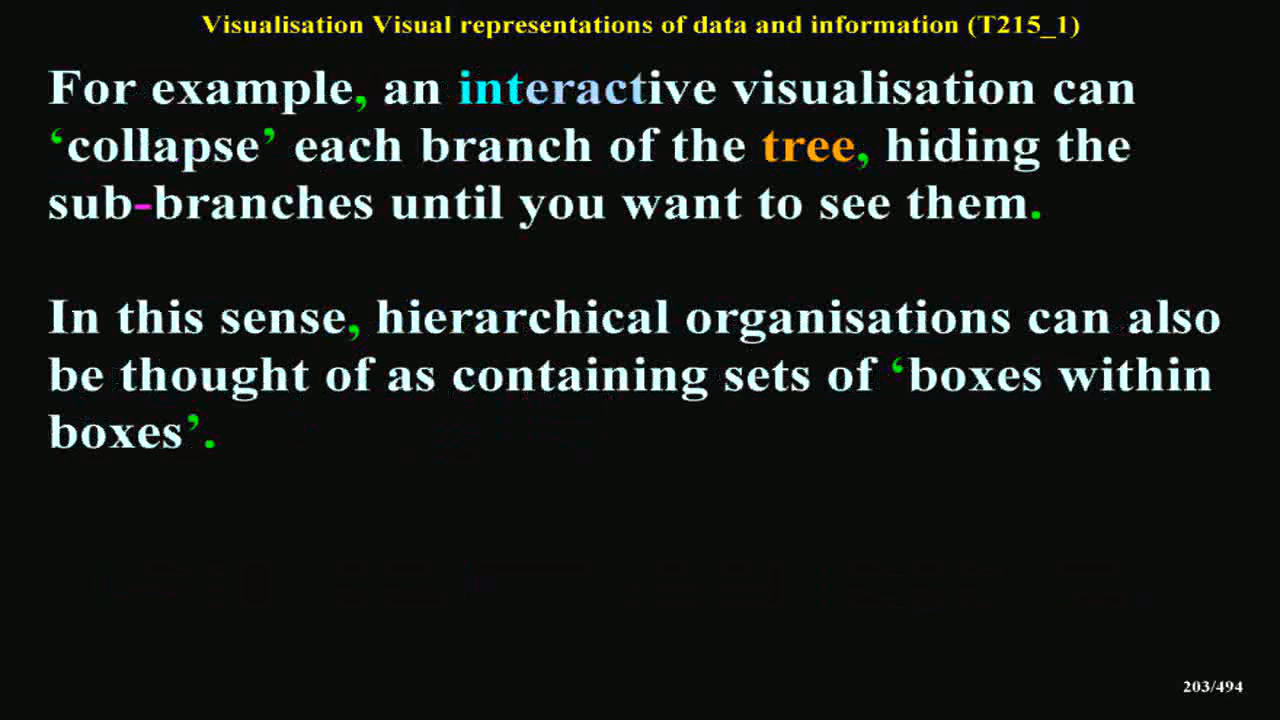 Visualisation Visual representations of data and information (T215_1)
For example, an interactive visualisation can
‘collapse’ each branch of the tree, hiding the
sub-branches until you want to see them.
In this sense, hierarchical organisations can also
be thought of as containing sets of ‘boxes within
boxes’.
203/494